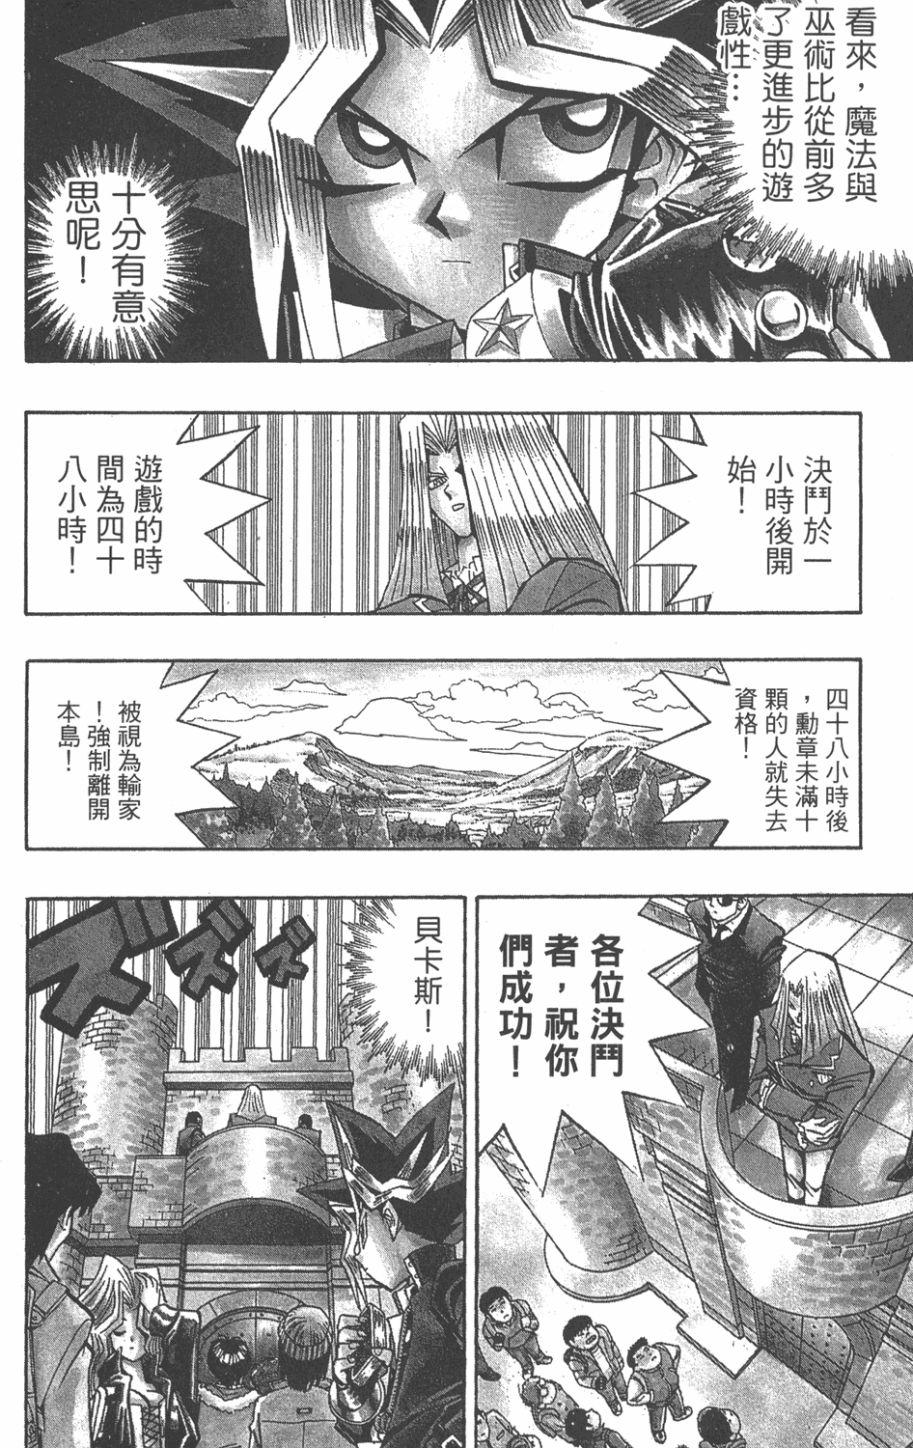 看來，魔法與
巫術比從前多
了更進步的遊
戲性…
十分有意
思呢！
決鬥於一
小時後開
始！
遊戲的時
間為四十
八小時！
四十八小時後
，勳章未滿十
顆的人就失去
資格！
被視為輸家
！強制離開
本島！
各位決鬥
者，祝你
們成功！
貝卡斯！
ズズズ